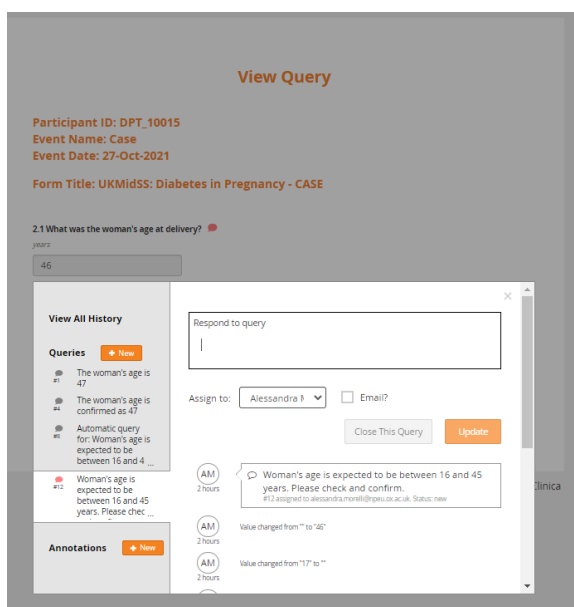 View Query
Participant ID: DPT_10015
Event Name: Case
Event Date: 27-Oct-2021
Form Title: UKMidSS: Diabetes in Pregnancy - CASE
2.1 What was the woman's age at delivery?
years
46
View All History
Queries + New
#1 The woman's age is
47
#4 The woman's age is
confirmed as 47
Automatic query
for: Woman's age is
expected to be
between 16 and 4 ...
Woman's age is
#12 expected to be
between 16 and 45
years. Please chec ...
Annotations + New
×
Respond to query
Assign to: Alessandra M
Email?
Close This Query Update
AM
2 hours
Woman's age is expected to be between 16 and 45
years. Please check and confirm.
#12 assigned to alessandra.morelli@npeu.ox.ac.uk. Status: new
AM
2 hours
Value changed from "" to "46"
AM
2 hours
Value changed from "17" to ""
Clinica